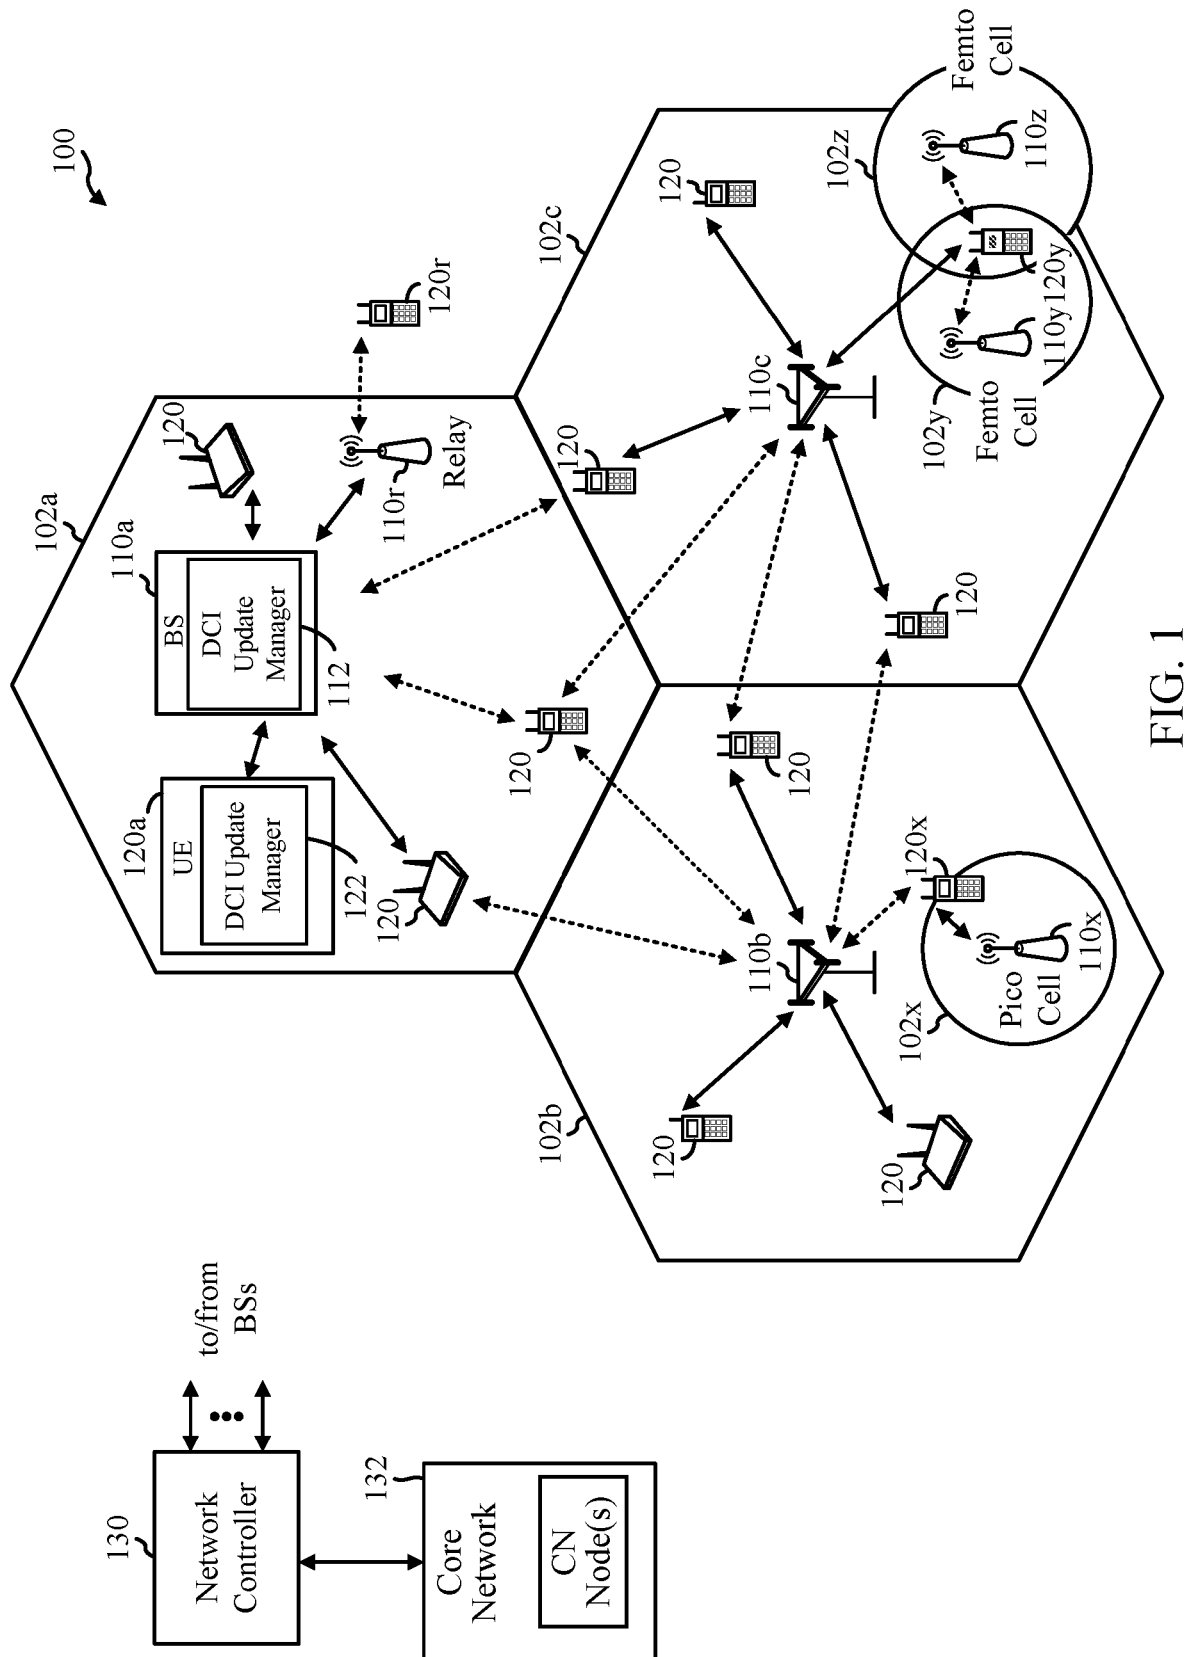 100
102a
110a
BS
DCI
Update
Manager
112
120
110r
Relay
120r
120a
UE
DCI Update
Manager
122
120
120
120
102c
120
110c
102z
Femto
Cell
110z
110y
120y
102y
Femto
Cell
120
120
102b
110b
120
120
120x
110x
Pico
Cell
102x
130
Network
Controller
to/from
BSs
132
Core
Network
CN
Node(s)
FIG. 1